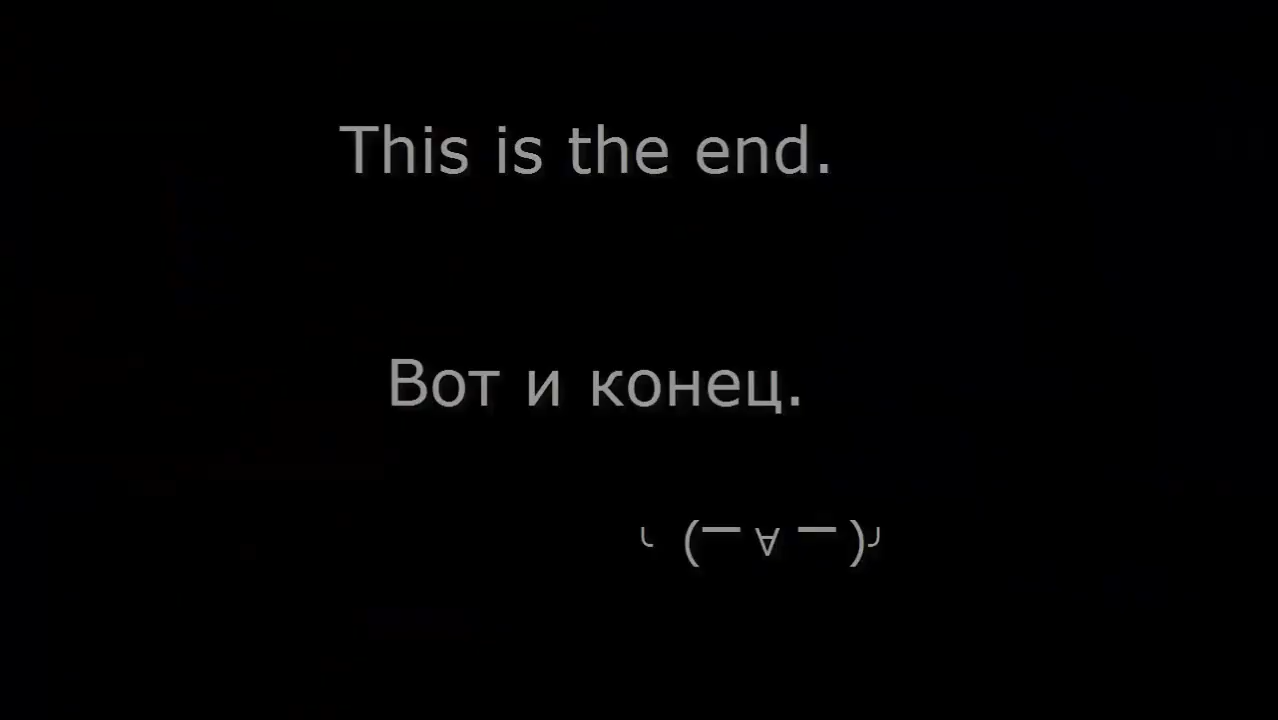 This is the end.
Вот и конец.
╰ (￣∀￣)╯